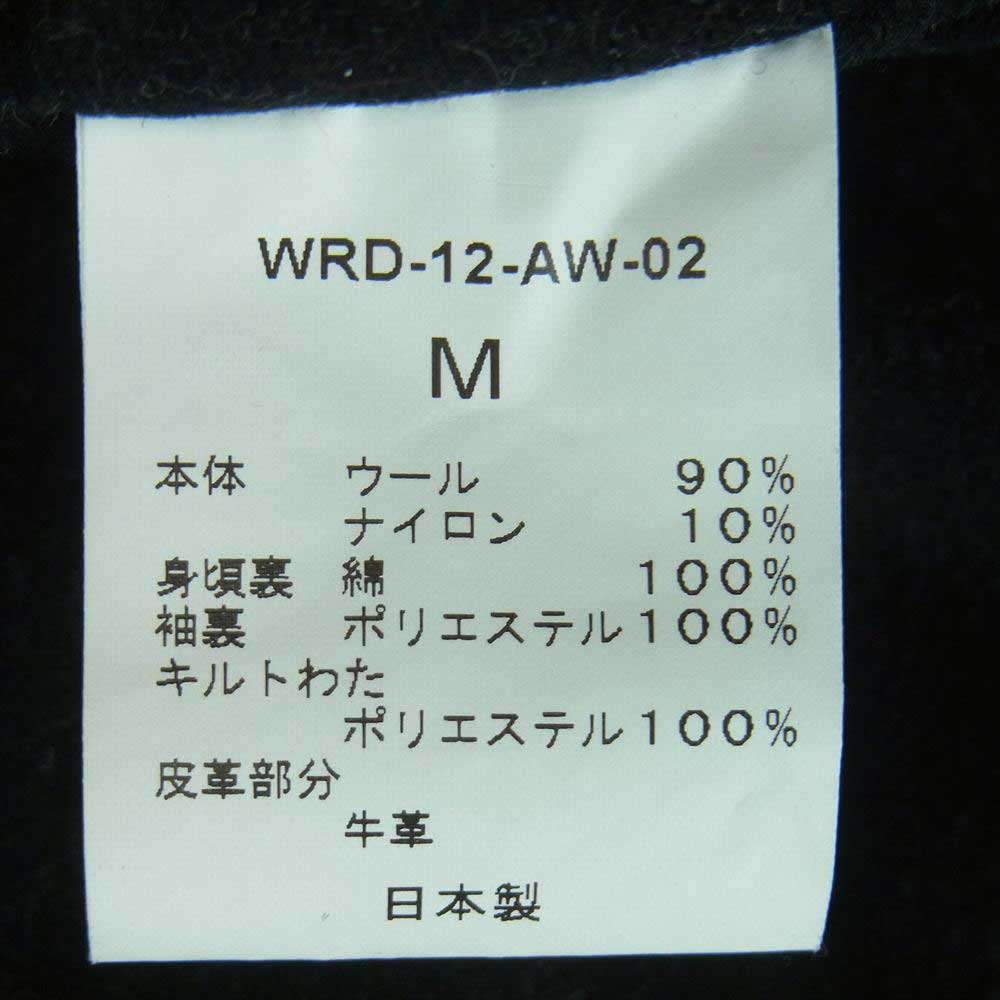 WRD-12-AW-02
M
本体 ウール 90%
ナイロン 10%
身頃裏 綿 100%
袖裏 ポリエステル100%
キルトわた
ポリエステル100%
皮革部分
牛革
日本製